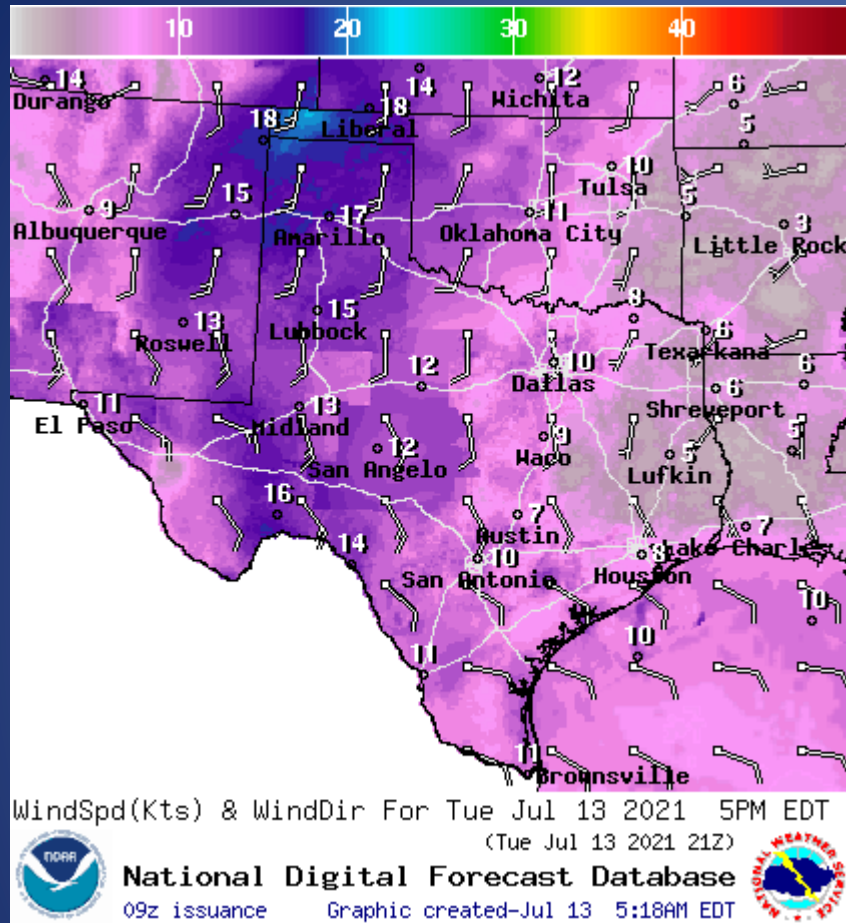 10 20 30 40
14 Durango
18
18 Liberal
14
12 Wichita
6
5
9 Albuquerque
15
17 Amarillo
11 Oklahoma City
10 Tulsa
5
3 Little Rock
13 Roswell
15 Lubbock
8
6 Texarkana
10 Dallas
12
6 Shreveport
6
11 El Paso
13 Midland
12 San Angelo
9 Waco
5 Lufkin
5
16
14
7 Austin
10 San Antonio
8 Houston
7 Lake Charles
10
10
11
11 Brownsville
WindSpd(Kts) & WindDir For Tue Jul 13 2021 5PM EDT
(Tue Jul 13 2021 21Z)
NOAA
National Digital Forecast Database
09z issuance Graphic created-Jul 13 5:18AM EDT
NATIONAL WEATHER SERVICE